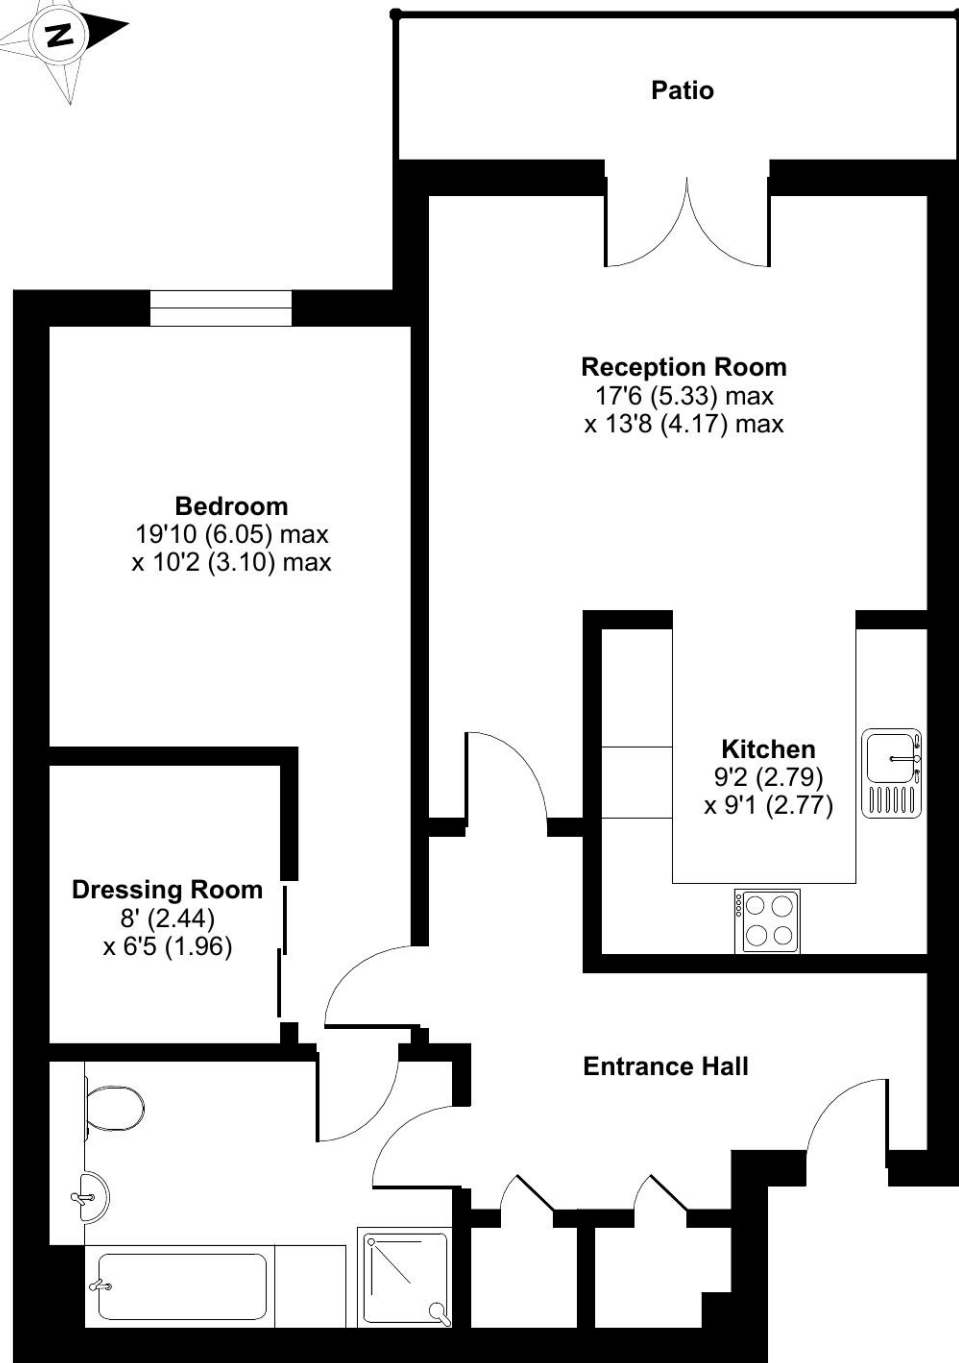 N
Patio
Reception Room
17'6 (5.33) max
x 13'8 (4.17) max
Bedroom
19'10 (6.05) max
x 10'2 (3.10) max
Kitchen
9'2 (2.79)
x 9'1 (2.77)
Dressing Room
8' (2.44)
x 6'5 (1.96)
Entrance Hall